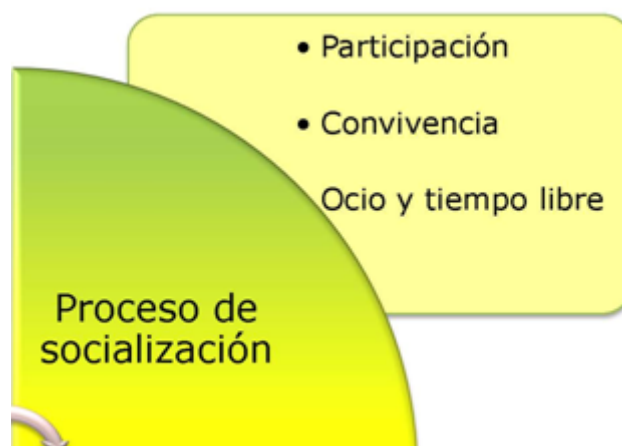 • Participación
• Convivencia
Ocio y tiempo libre
Proceso de
socialización